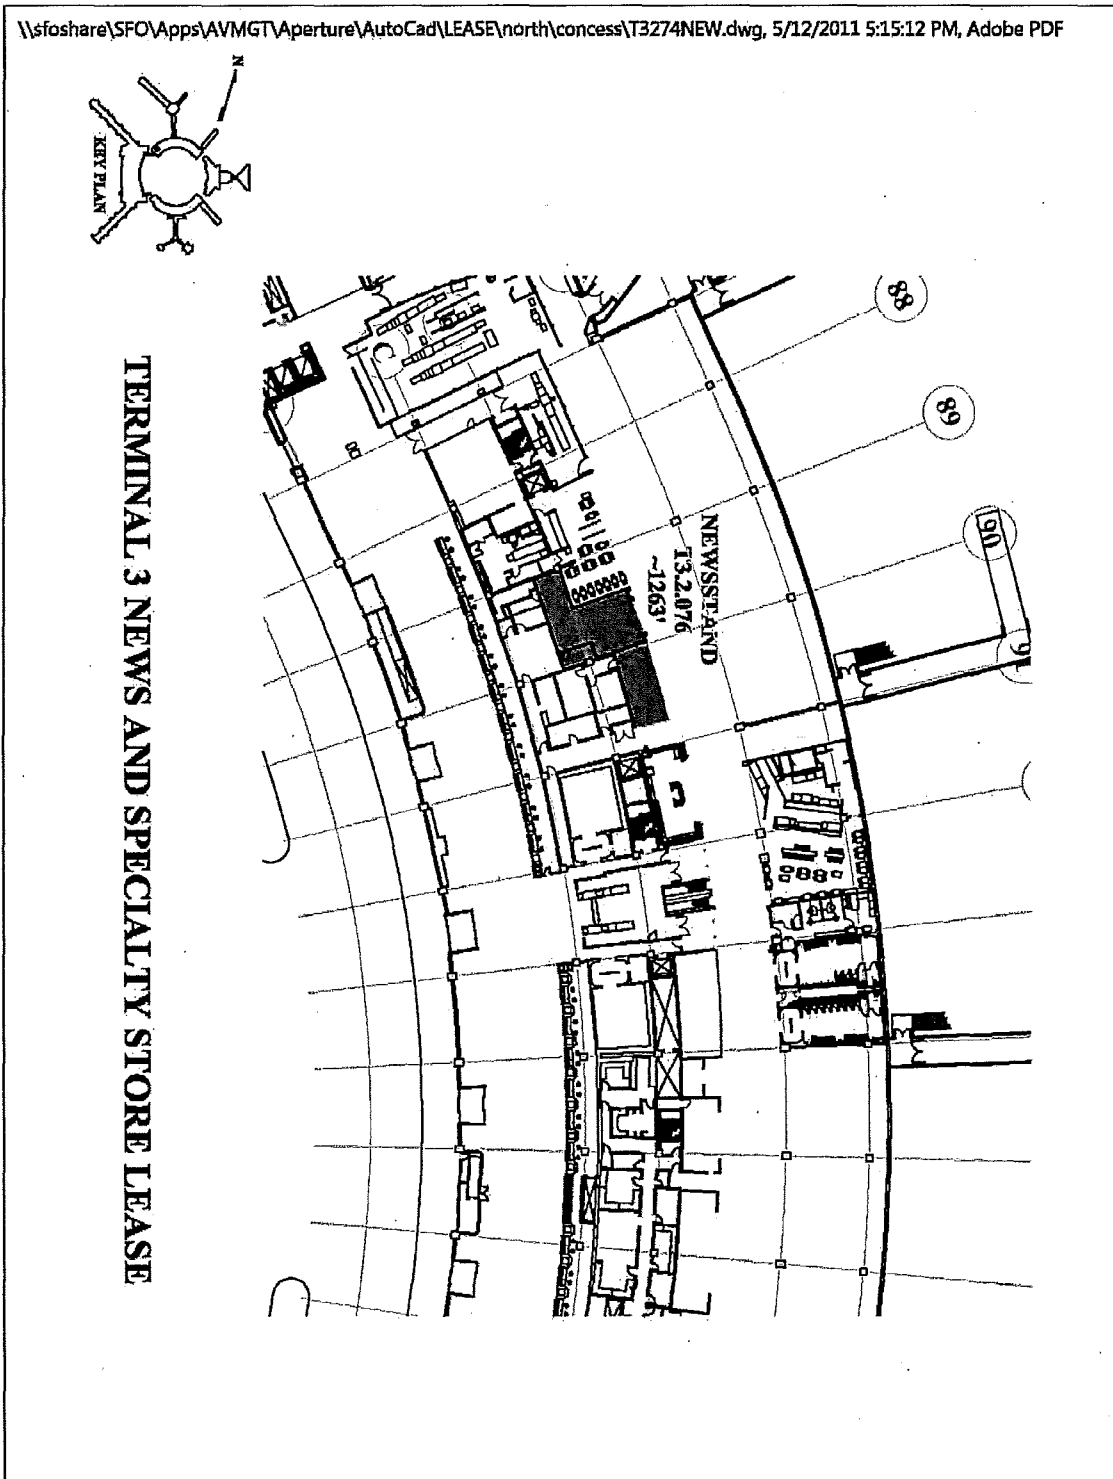 \\sfoshare\SFO\Apps\AVMGT\Aperture\AutoCad\LEASE\north\concess\T3274NEW.dwg, 5/12/2011 5:15:12 PM, Adobe PDF
N
KEY PLAN
88
89
90
NEWSSTAND
T3.2.076
~1263'
TERMINAL 3 NEWS AND SPECIALTY STORE LEASE